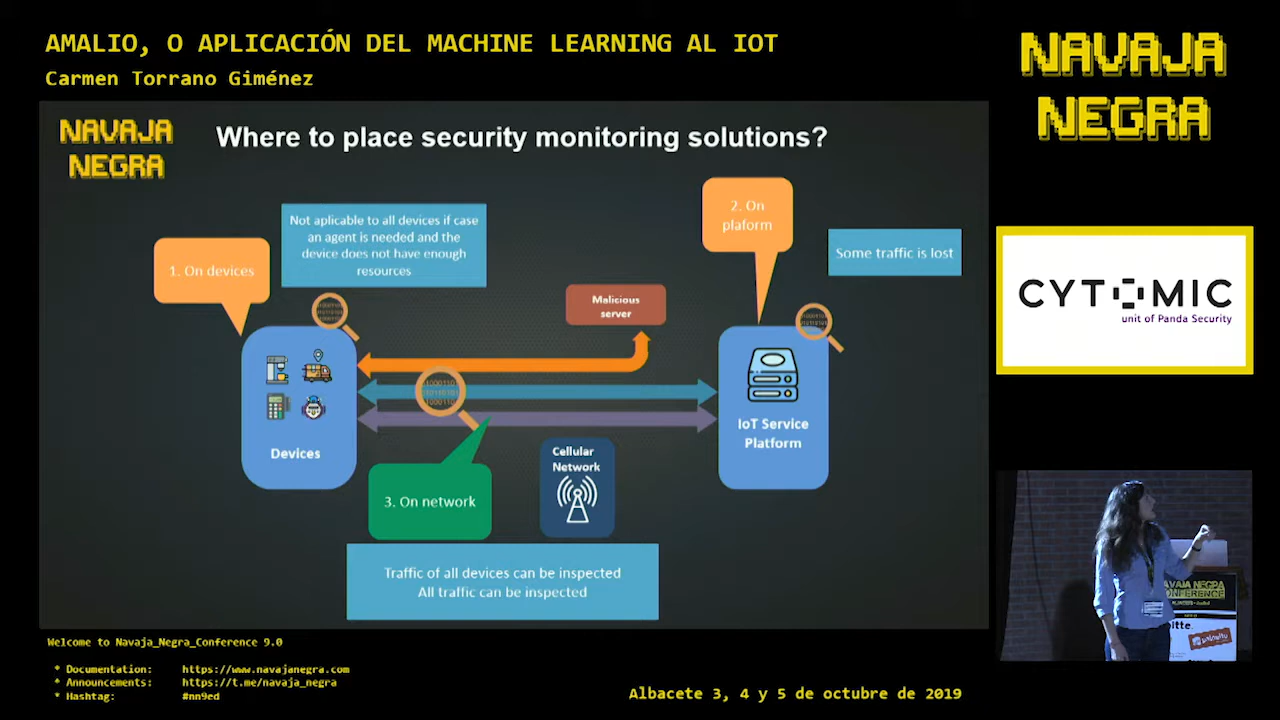 AMALIO, O APLICACIÓN DEL MACHINE LEARNING AL IOT
Carmen Torrano Giménez
NAVAJA
NEGRA
NAVAJA
NEGRA
Where to place security monitoring solutions?
1. On devices
Not aplicable to all devices if case
an agent is needed and the
device does not have enough
resources
2. On
plaform
Some traffic is lost
Malicious
server
Devices
IoT Service
Platform
3. On network
Cellular
Network
Traffic of all devices can be inspected
All traffic can be inspected
CYTOMIC
unit of Panda Security
NAVAJA NEGRA
CONFERENCE
Welcome to Navaja_Negra_Conference 9.0
* Documentation: https://www.navajanegra.com
* Announcements: https://t.me/navaja_negra
* Hashtag: #nn9ed
Albacete 3, 4 y 5 de octubre de 2019